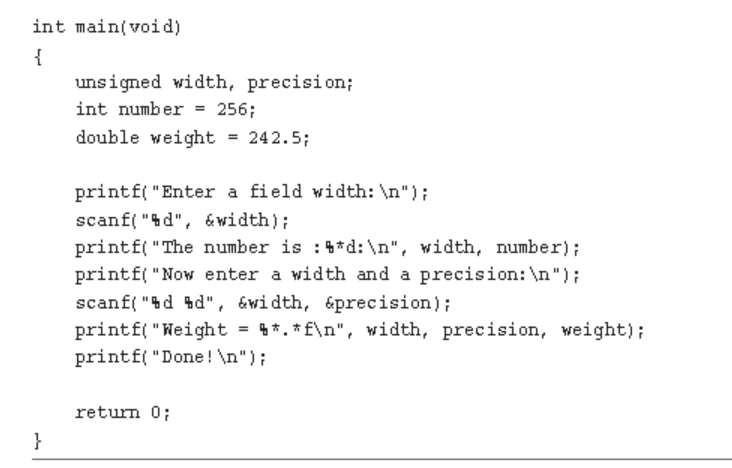 int main(void)
{
    unsigned width, precision;
    int number = 256;
    double weight = 242.5;

    printf("Enter a field width:\n");
    scanf("%d", &width);
    printf("The number is :%*d:\n", width, number);
    printf("Now enter a width and a precision:\n");
    scanf("%d %d", &width, &precision);
    printf("Weight = %*.*f\n", width, precision, weight);
    printf("Done!\n");

    return 0;
}